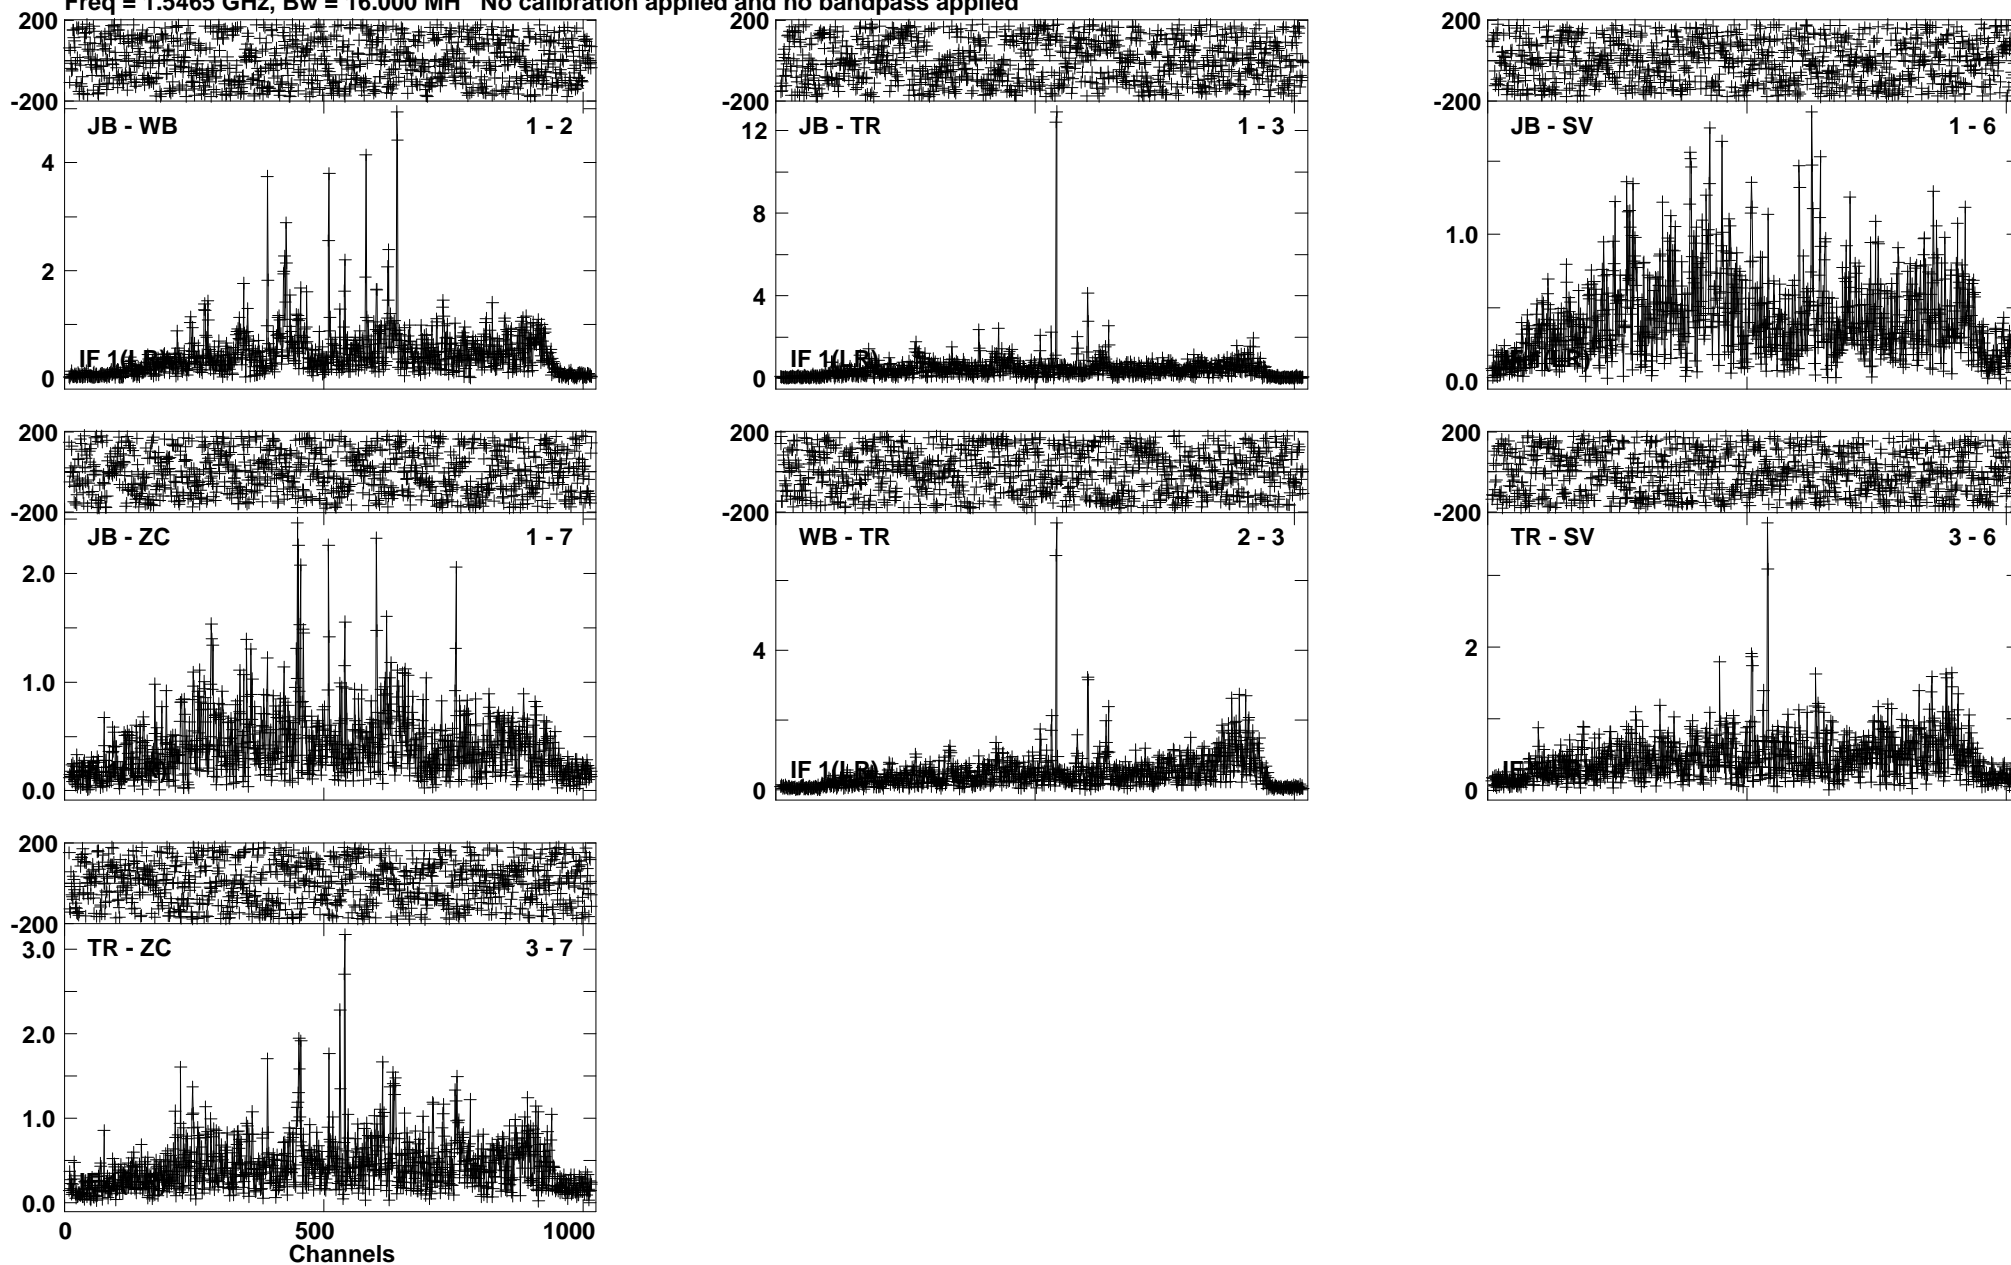 Freq = 1.5465 GHz, Bw = 16.000 MH No calibration applied and no bandpass applied
200
-200
JB - WB 1 - 2
4
2
0
IF 1(LR)
200
-200
JB - TR 1 - 3
12
8
4
0
IF 1(LR)
200
-200
JB - SV 1 - 6
1.0
0.0
200
-200
JB - ZC 1 - 7
2.0
1.0
0.0
200
-200
WB - TR 2 - 3
4
0
IF 1(LR)
200
-200
TR - SV 3 - 6
2
0
200
-200
TR - ZC 3 - 7
3.0
2.0
1.0
0.5
0.0
0 500 1000
Channels